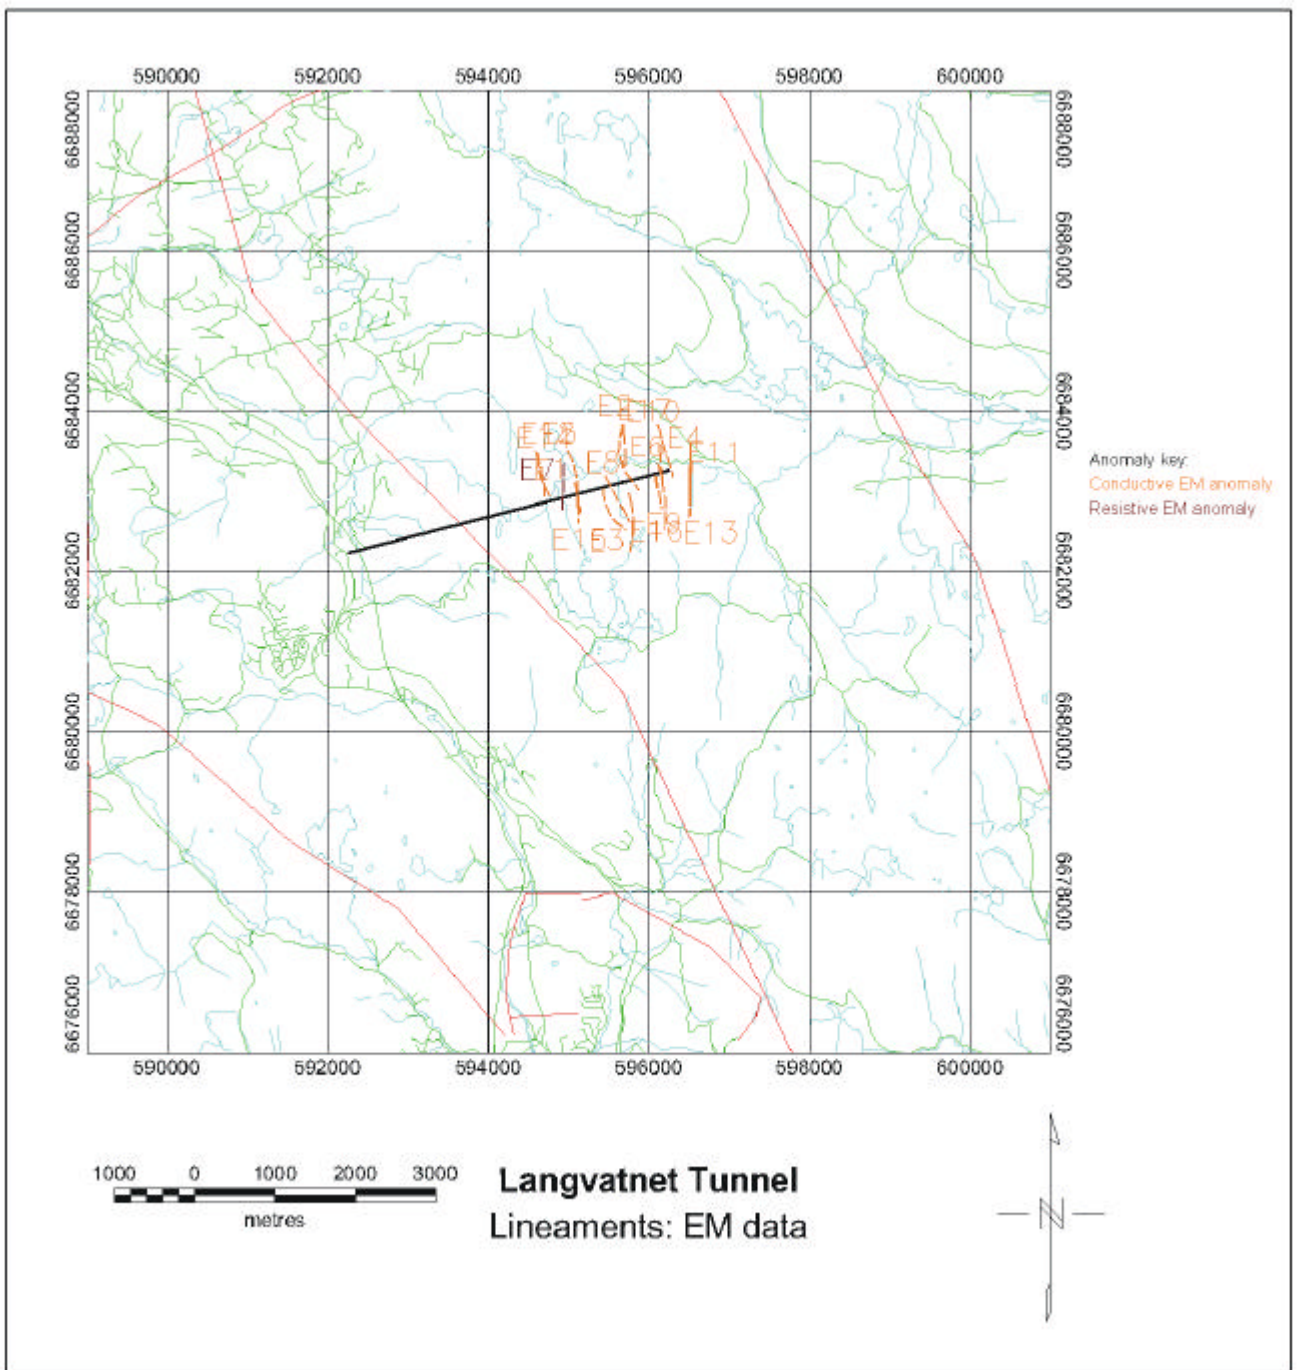 590000 592000 594000 596000 598000 600000
6688000 6688000
6686000 6686000
6684000 6684000
E4
E11
E7
Anomaly key:
Conductive EM anomaly
Resistive EM anomaly
E13
6682000 6682000
6680000 6680000
6678000 6678000
6676000 6676000
590000 592000 594000 596000 598000 600000
1000 0 1000 2000 3000
metres
Langvatnet Tunnel
Lineaments: EM data
N